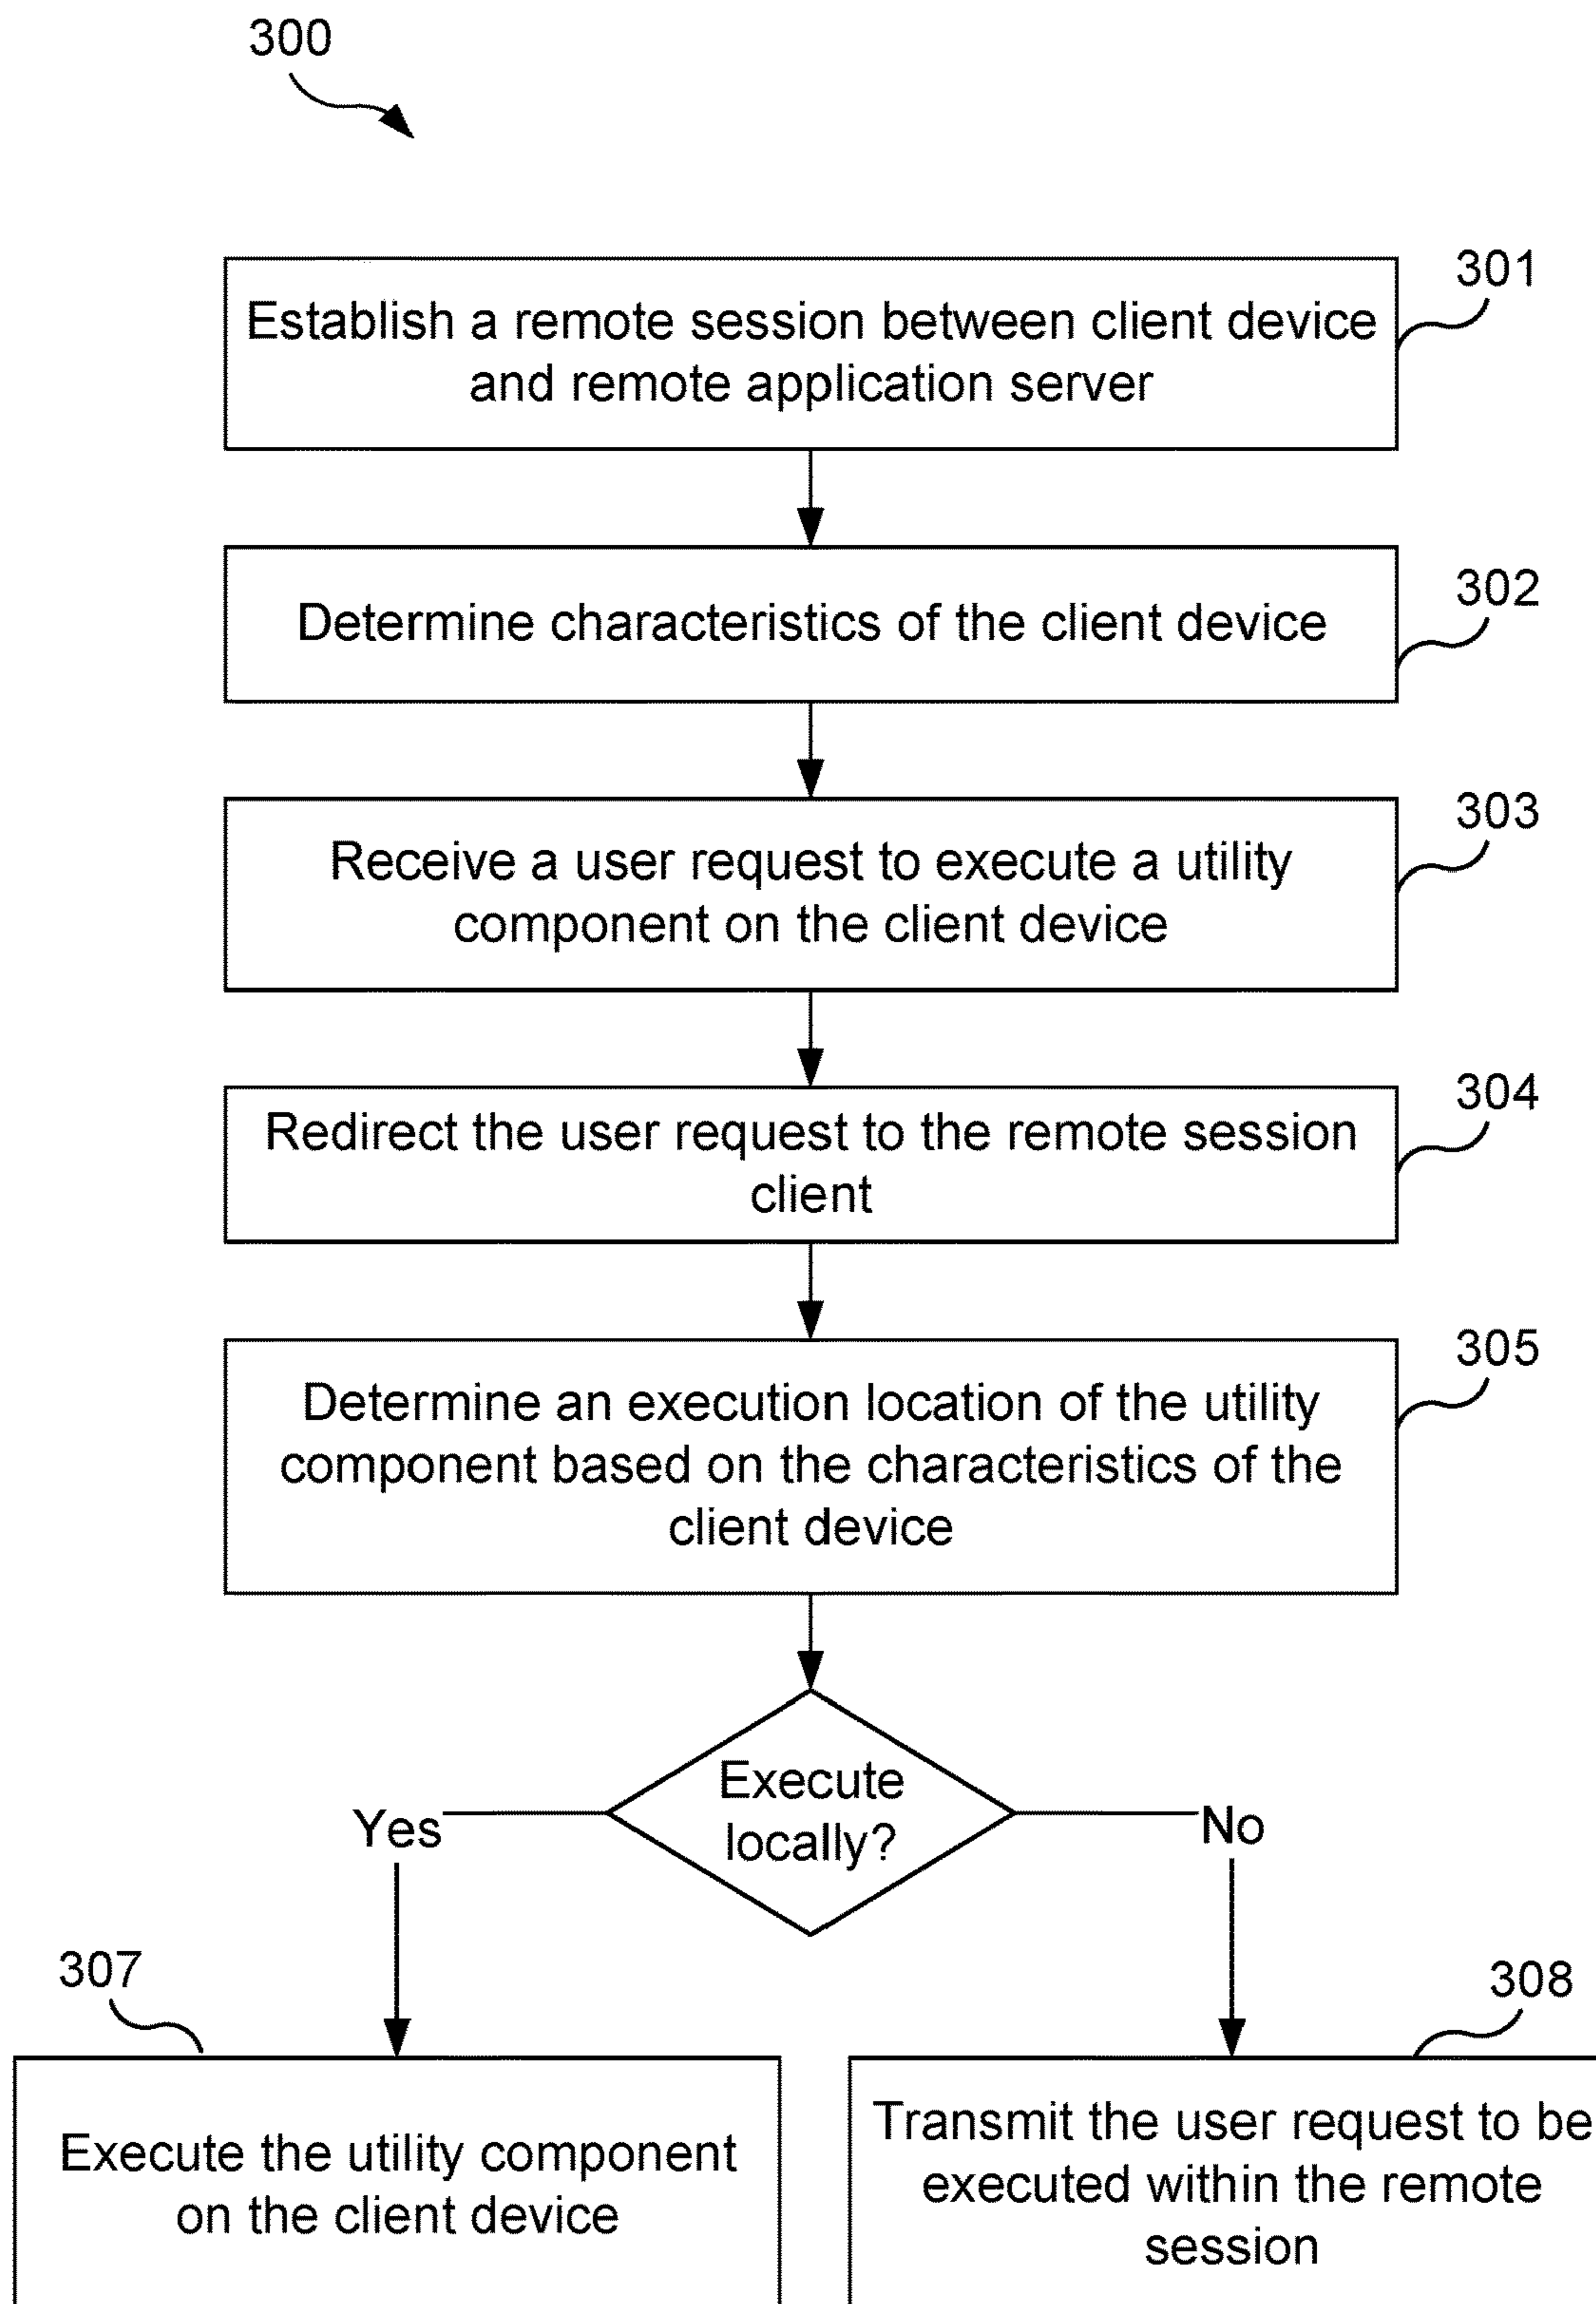 300
301
Establish a remote session between client device
and remote application server
302
Determine characteristics of the client device
303
Receive a user request to execute a utility
component on the client device
304
Redirect the user request to the remote session
client
305
Determine an execution location of the utility
component based on the characteristics of the
client device
Execute
locally?
Yes
No
307
308
Execute the utility component
on the client device
Transmit the user request to be
executed within the remote
session